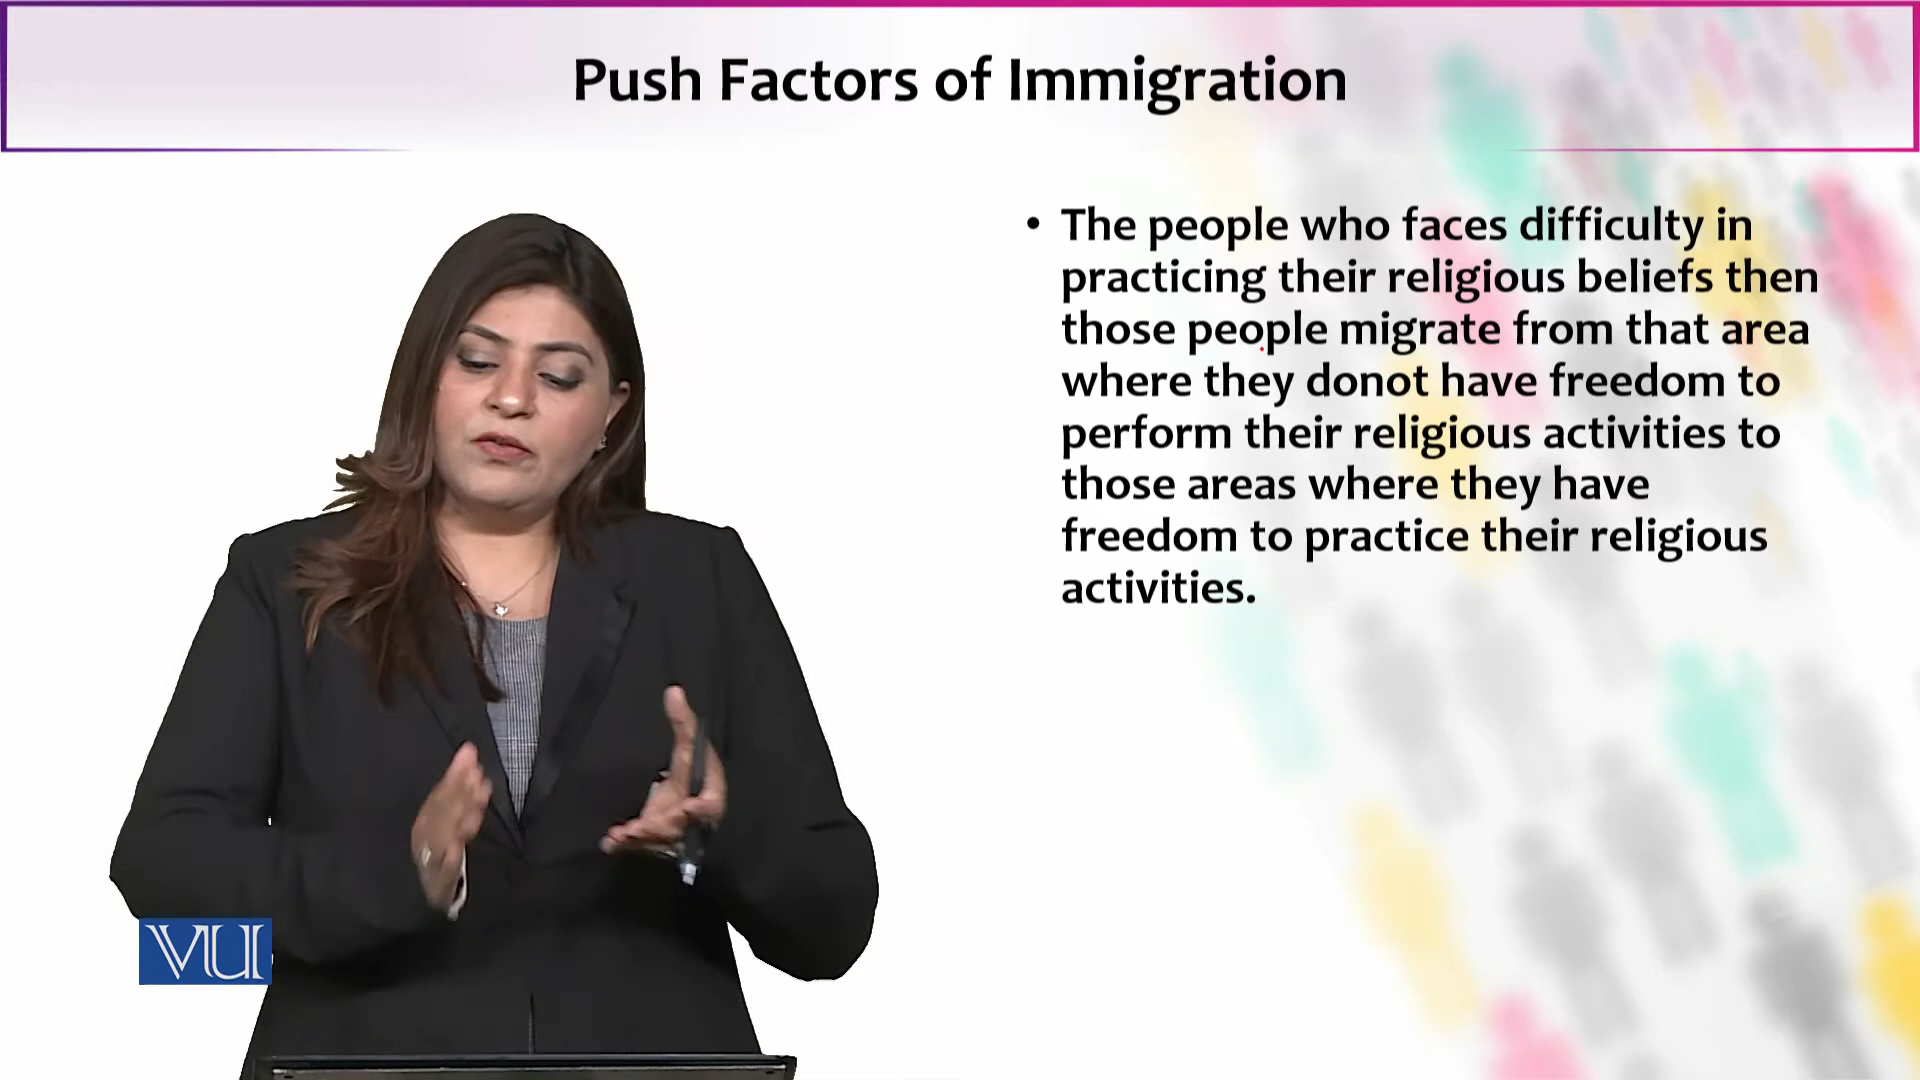 Push Factors of Immigration
• The people who faces difficulty in
practicing their religious beliefs then
those people migrate from that area
where they donot have freedom to
perform their religious activities to
those areas where they have
freedom to practice their religious
activities.
VU